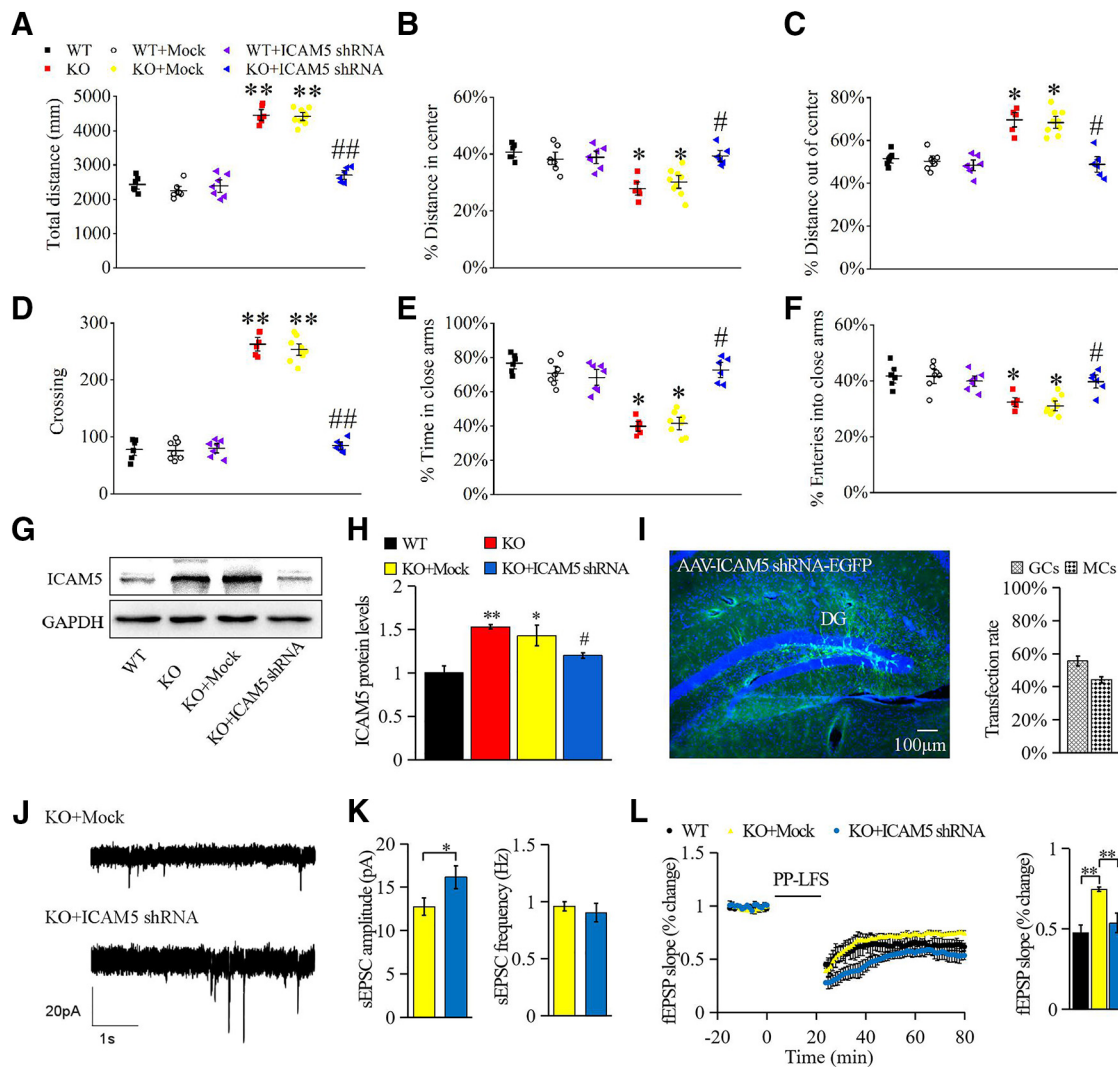 A
WT
WT+Mock
WT+ICAM5 shRNA
KO
KO+Mock
KO+ICAM5 shRNA
Total distance (mm)
5000
4000
3000
2000
1000
0
**
**
##
B
% Distance in center
60%
40%
20%
0%
*
*
#
C
% Distance out of center
80%
60%
40%
20%
0%
*
*
#
D
Crossing
300
200
100
0
**
**
##
E
% Time in close arms
100%
80%
60%
40%
20%
0%
*
*
#
F
% Enteries into close arms
60%
40%
20%
0%
*
*
#
G
ICAM5
GAPDH
WT
KO
KO+Mock
KO+ICAM5 shRNA
H
WT
KO
KO+Mock
KO+ICAM5 shRNA
ICAM5 protein levels
2
1.5
1
0.5
0
**
*
#
I
AAV-ICAM5 shRNA-EGFP
DG
100μm
GCs
MCs
Transfection rate
100%
80%
60%
40%
20%
0%
J
KO+Mock
KO+ICAM5 shRNA
20pA
1s
K
sEPSC amplitude (pA)
20
15
10
5
0
*
sEPSC frequency (Hz)
1.5
1
0.5
0
L
WT
KO+Mock
KO+ICAM5 shRNA
fEPSP slope (% change)
1.5
1
0.5
0
PP-LFS
-20
0
20
40
60
80
Time (min)
fEPSP slope (% change)
1
0.5
0
**
**